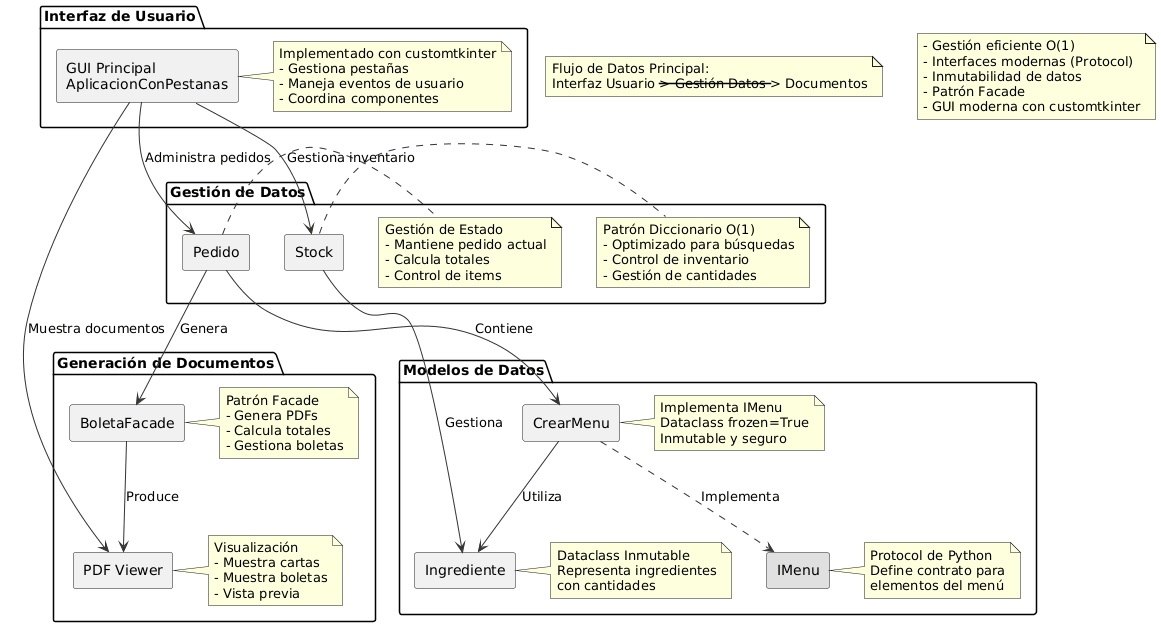 Interfaz de Usuario
GUI Principal
AplicacionConPestanas
Implementado con customtkinter
- Gestiona pestañas
- Maneja eventos de usuario
- Coordina componentes
Flujo de Datos Principal:
Interfaz Usuario > Gestión Datos > Documentos
- Gestión eficiente O(1)
- Interfaces modernas (Protocol)
- Inmutabilidad de datos
- Patrón Facade
- GUI moderna con customtkinter
Administra pedidos
Gestiona inventario
Gestión de Datos
Pedido
Stock
Gestión de Estado
- Mantiene pedido actual
- Calcula totales
- Control de items
Patrón Diccionario O(1)
- Optimizado para búsquedas
- Control de inventario
- Gestión de cantidades
Muestra documentos
Genera
Contiene
Generación de Documentos
BoletaFacade
Patrón Facade
- Genera PDFs
- Calcula totales
- Gestiona boletas
Produce
PDF Viewer
Visualización
- Muestra cartas
- Muestra boletas
- Vista previa
Modelos de Datos
Gestiona
CrearMenu
Implementa IMenu
Dataclass frozen=True
Inmutable y seguro
Utiliza
Implementa
Ingrediente
Dataclass Inmutable
Representa ingredientes
con cantidades
IMenu
Protocol de Python
Define contrato para
elementos del menú